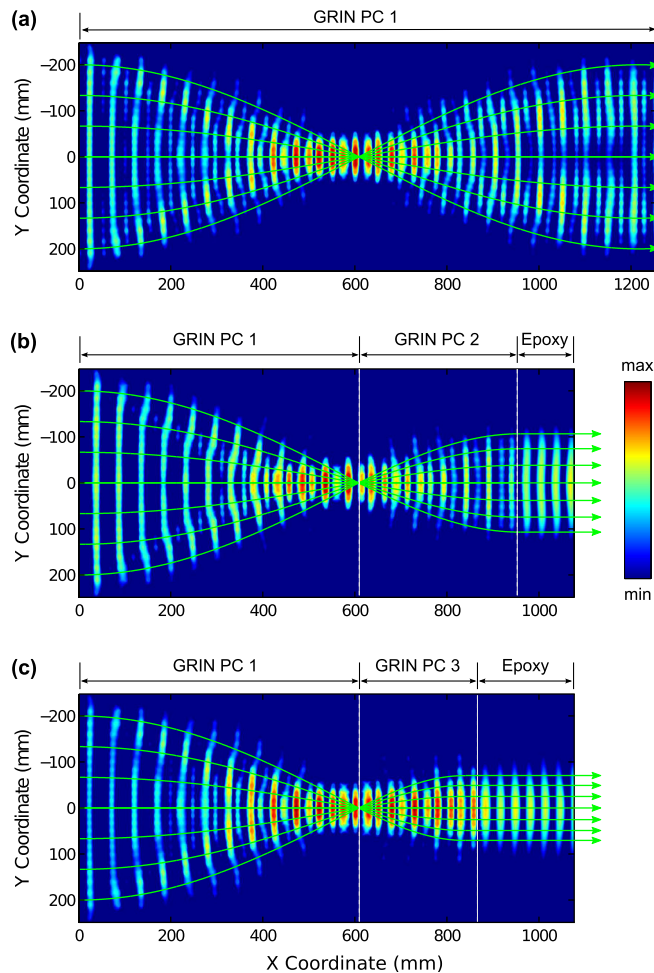 (a) GRIN PC 1
Y Coordinate (mm)
−200
−100
0
100
200
0 200 400 600 800 1000 1200
(b) GRIN PC 1 GRIN PC 2 Epoxy
Y Coordinate (mm)
−200
−100
0
100
200
0 200 400 600 800 1000
max
min
(c) GRIN PC 1 GRIN PC 3 Epoxy
Y Coordinate (mm)
−200
−100
0
100
200
0 200 400 600 800 1000
X Coordinate (mm)